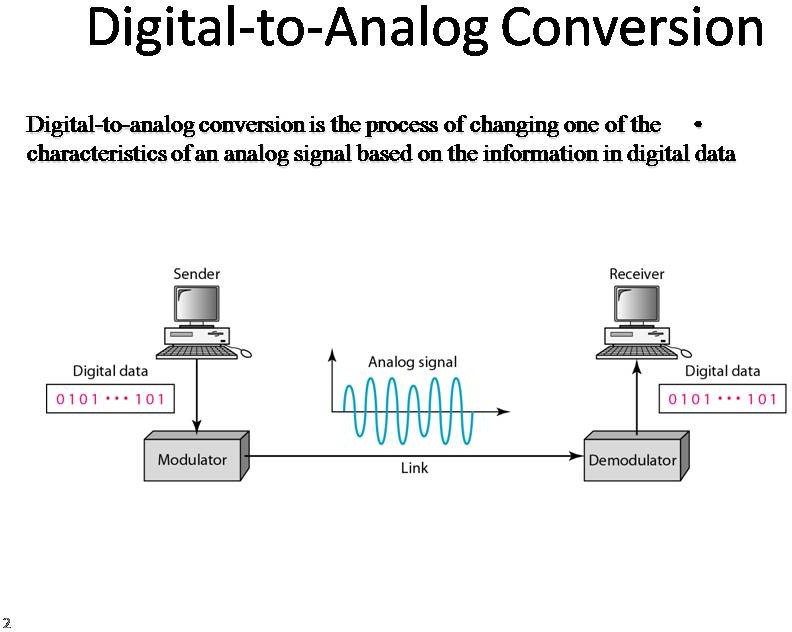 Digital-to-Analog Conversion
Digital-to-analog conversion is the process of changing one of the •
characteristics of an analog signal based on the information in digital data
Sender
Receiver
Digital data
0101 ••• 101
Analog signal
Digital data
0101 ••• 101
Modulator
Link
Demodulator
2